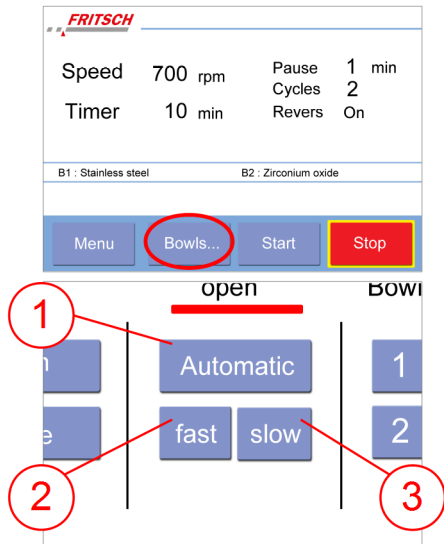 FRITSCH
Speed 700 rpm Pause 1 min
Cycles 2
Timer 10 min Revers On
B1 : Stainless steel B2 : Zirconium oxide
Menu Bowls... Start Stop
open Bowl
1
Automatic 1
fast slow 2
2 3